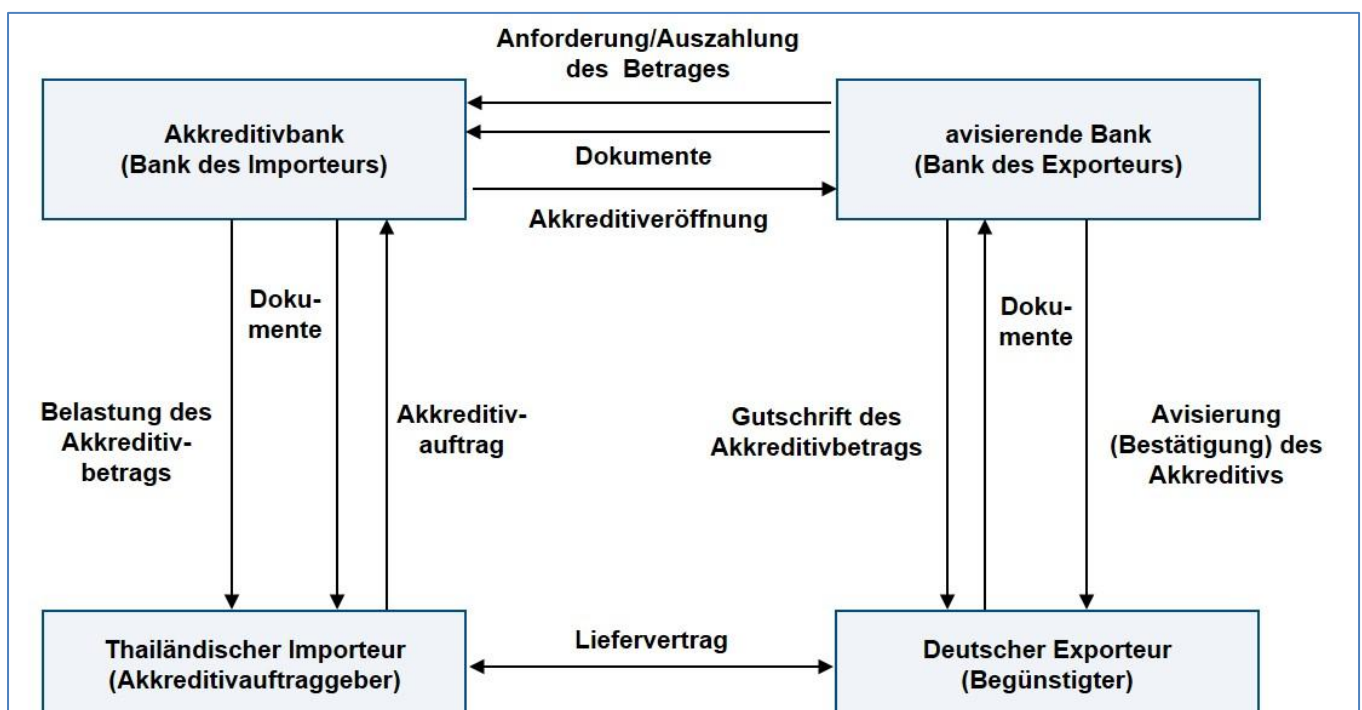 Anforderung/Auszahlung
des Betrages
Akkreditivbank
(Bank des Importeurs)
avisierende Bank
(Bank des Exporteurs)
Dokumente
Akkreditiveröffnung
Doku-
mente
Doku-
mente
Belastung des
Akkreditiv-
betrags
Akkreditiv-
auftrag
Gutschrift des
Akkreditivbetrags
Avisierung
(Bestätigung) des
Akkreditivs
Thailändischer Importeur
(Akkreditivauftraggeber)
Liefervertrag
Deutscher Exporteur
(Begünstigter)